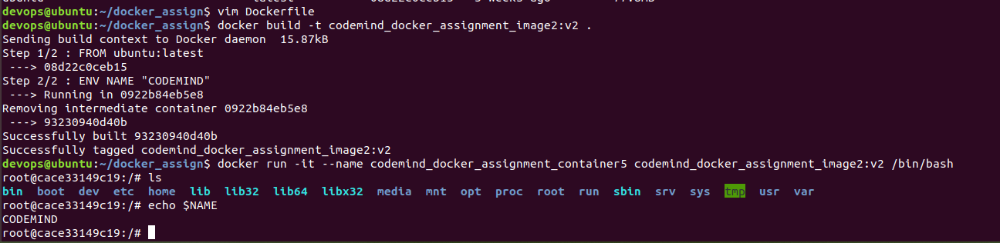 devops@ubuntu:~/docker_assign$ vim Dockerfile
devops@ubuntu:~/docker_assign$ docker build -t codemind_docker_assignment_image2:v2 .
Sending build context to Docker daemon  15.87kB
Step 1/2 : FROM ubuntu:latest
 ---> 08d22c0ceb15
Step 2/2 : ENV NAME "CODEMIND"
 ---> Running in 0922b84eb5e8
Removing intermediate container 0922b84eb5e8
 ---> 93230940d40b
Successfully built 93230940d40b
Successfully tagged codemind_docker_assignment_image2:v2
devops@ubuntu:~/docker_assign$ docker run -it --name codemind_docker_assignment_container5 codemind_docker_assignment_image2:v2 /bin/bash
root@cace33149c19:/# ls
bin  boot  dev  etc  home  lib  lib32  lib64  libx32  media  mnt  opt  proc  root  run  sbin  srv  sys  tmp  usr  var
root@cace33149c19:/# echo $NAME
CODEMIND
root@cace33149c19:/#